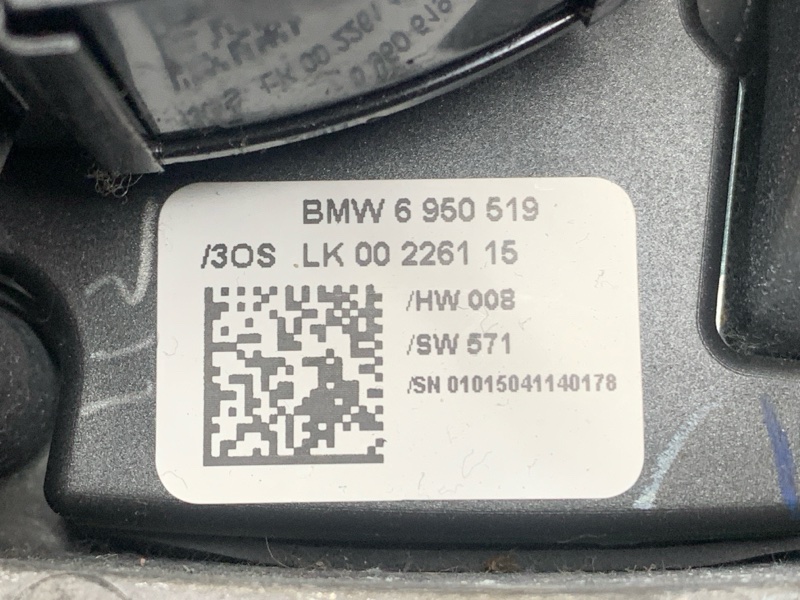 BMW 6 950 519
/3OS .LK 00 2261 15
/HW 008
/SW 571
/SN 01015041140178